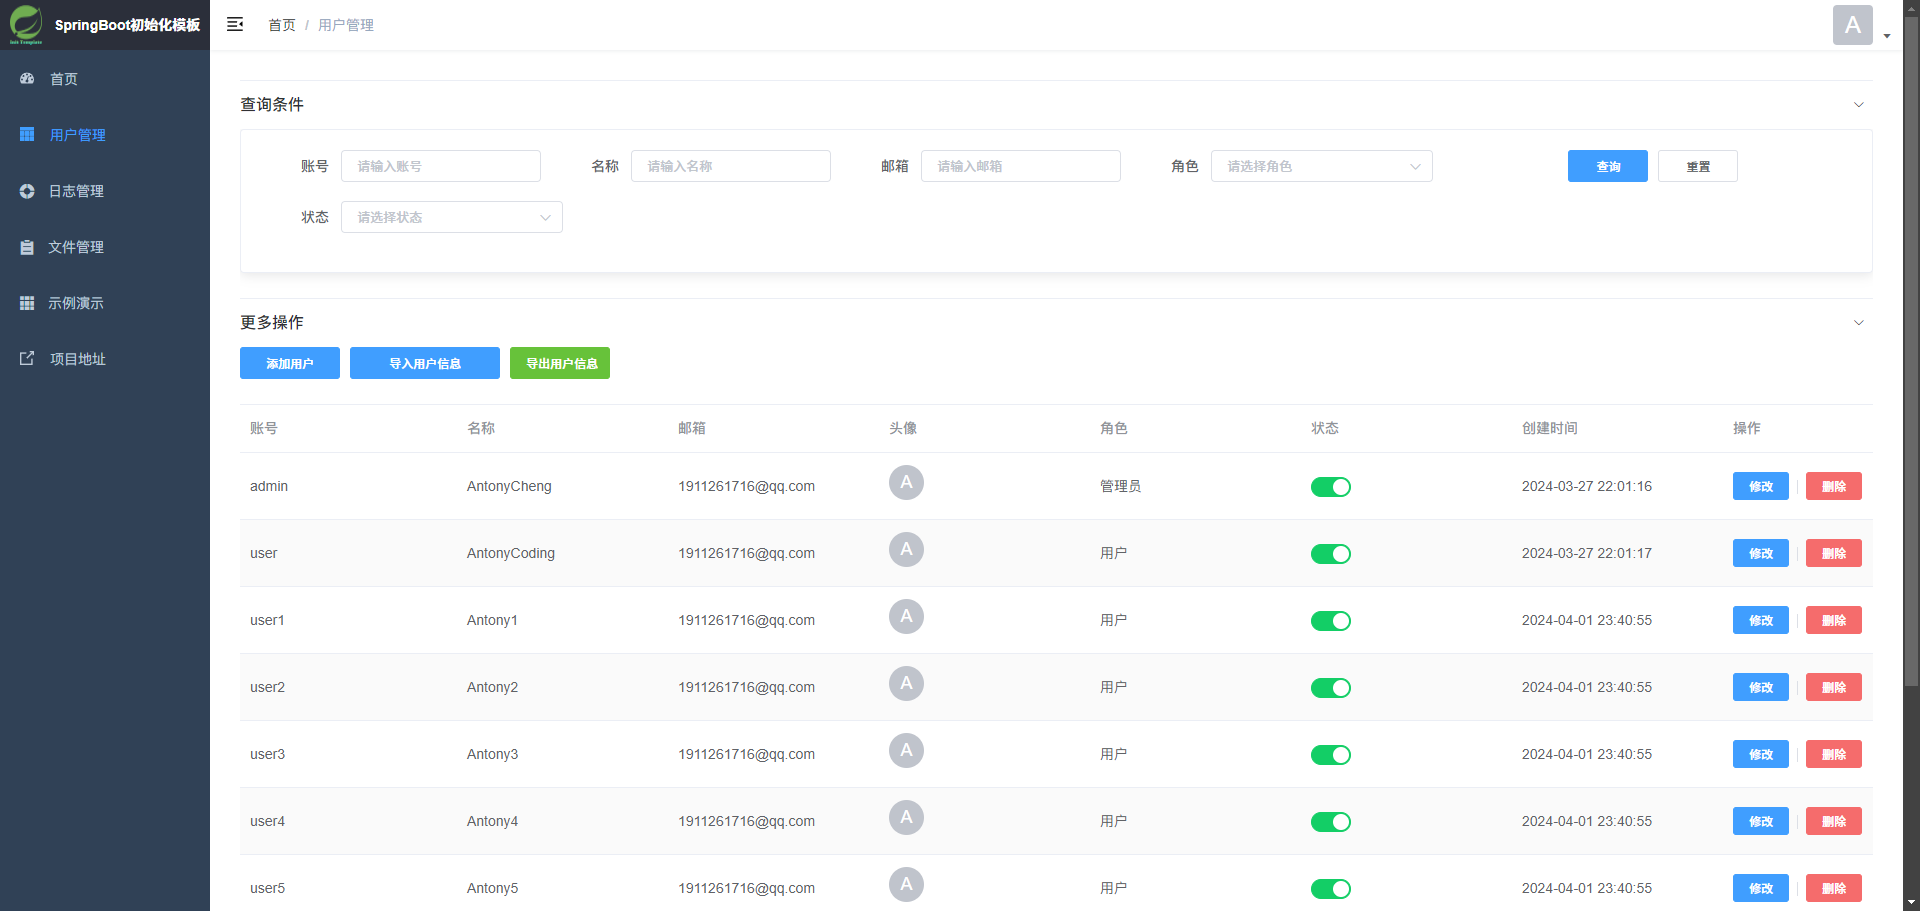 SpringBoot初始化模板
首页 / 用户管理
A
首页
用户管理
日志管理
文件管理
示例演示
项目地址
查询条件
账号 请输入账号 名称 请输入名称 邮箱 请输入邮箱 角色 请选择角色 查询 重置
状态 请选择状态
更多操作
添加用户 导入用户信息 导出用户信息
账号 名称 邮箱 头像 角色 状态 创建时间 操作
admin AntonyCheng 1911261716@qq.com A 管理员 2024-03-27 22:01:16 修改 删除
user AntonyCoding 1911261716@qq.com A 用户 2024-03-27 22:01:17 修改 删除
user1 Antony1 1911261716@qq.com A 用户 2024-04-01 23:40:55 修改 删除
user2 Antony2 1911261716@qq.com A 用户 2024-04-01 23:40:55 修改 删除
user3 Antony3 1911261716@qq.com A 用户 2024-04-01 23:40:55 修改 删除
user4 Antony4 1911261716@qq.com A 用户 2024-04-01 23:40:55 修改 删除
user5 Antony5 1911261716@qq.com A 用户 2024-04-01 23:40:55 修改 删除